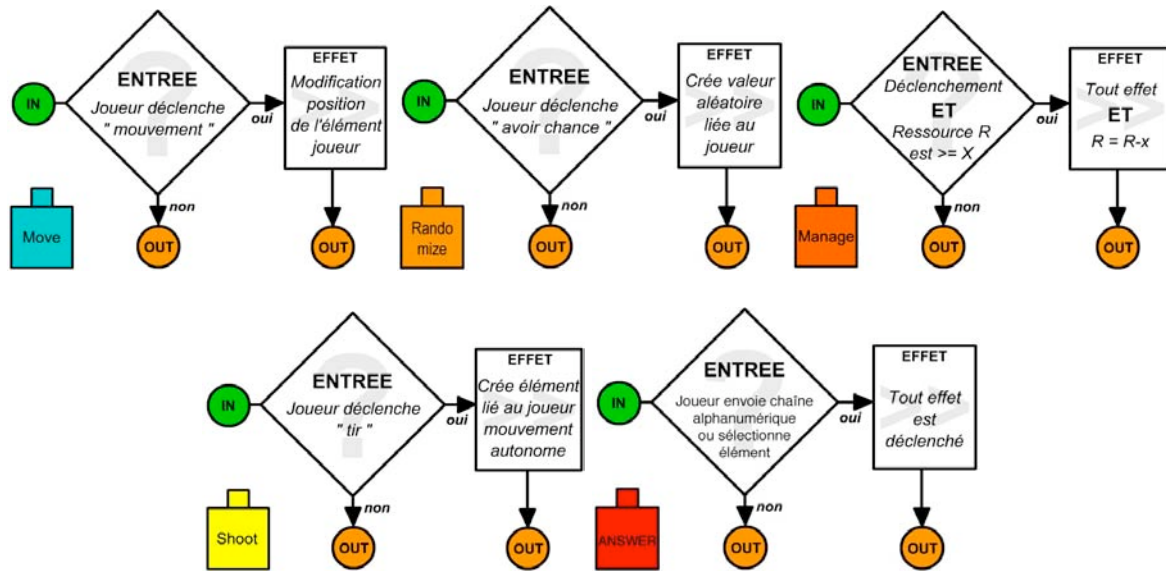 IN
ENTREE
Joueur déclenche
" mouvement "
oui
EFFET
Modification
position
de l'élément
joueur
non
OUT
OUT
Move
IN
ENTREE
Joueur déclenche
" avoir chance "
oui
EFFET
Crée valeur
aléatoire
liée au
joueur
non
OUT
OUT
Rando
mize
IN
ENTREE
Déclenchement
ET
Ressource R
est >= X
oui
EFFET
Tout effet
ET
R = R-x
non
OUT
OUT
Manage
IN
ENTREE
Joueur déclenche
" tir "
oui
EFFET
Crée élément
lié au joueur
mouvement
autonome
non
OUT
OUT
Shoot
IN
ENTREE
Joueur envoie chaîne
alphanumérique
ou sélectionne
élément
oui
EFFET
Tout effet
est
déclenché
non
OUT
OUT
ANSWER